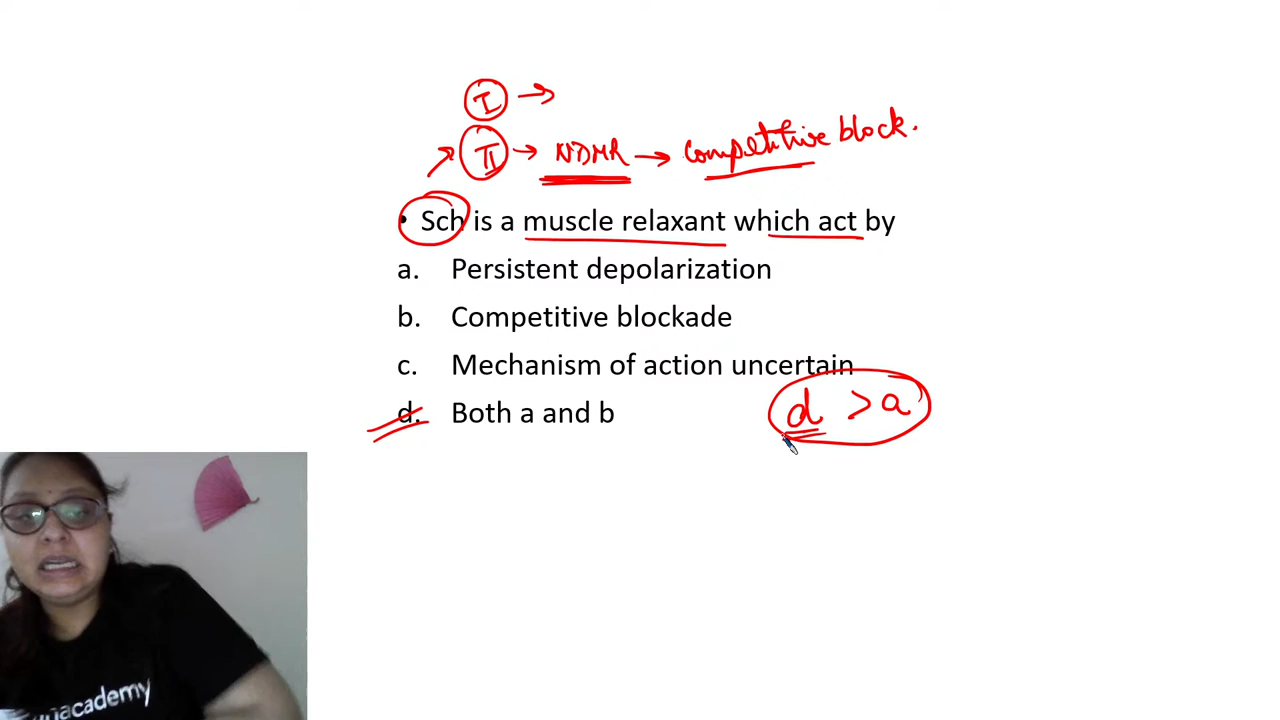 I →
II → NDMR → competitive block.
• Sch is a muscle relaxant which act by
a. Persistent depolarization
b. Competitive blockade
c. Mechanism of action uncertain
d. Both a and b
d > a
unacademy